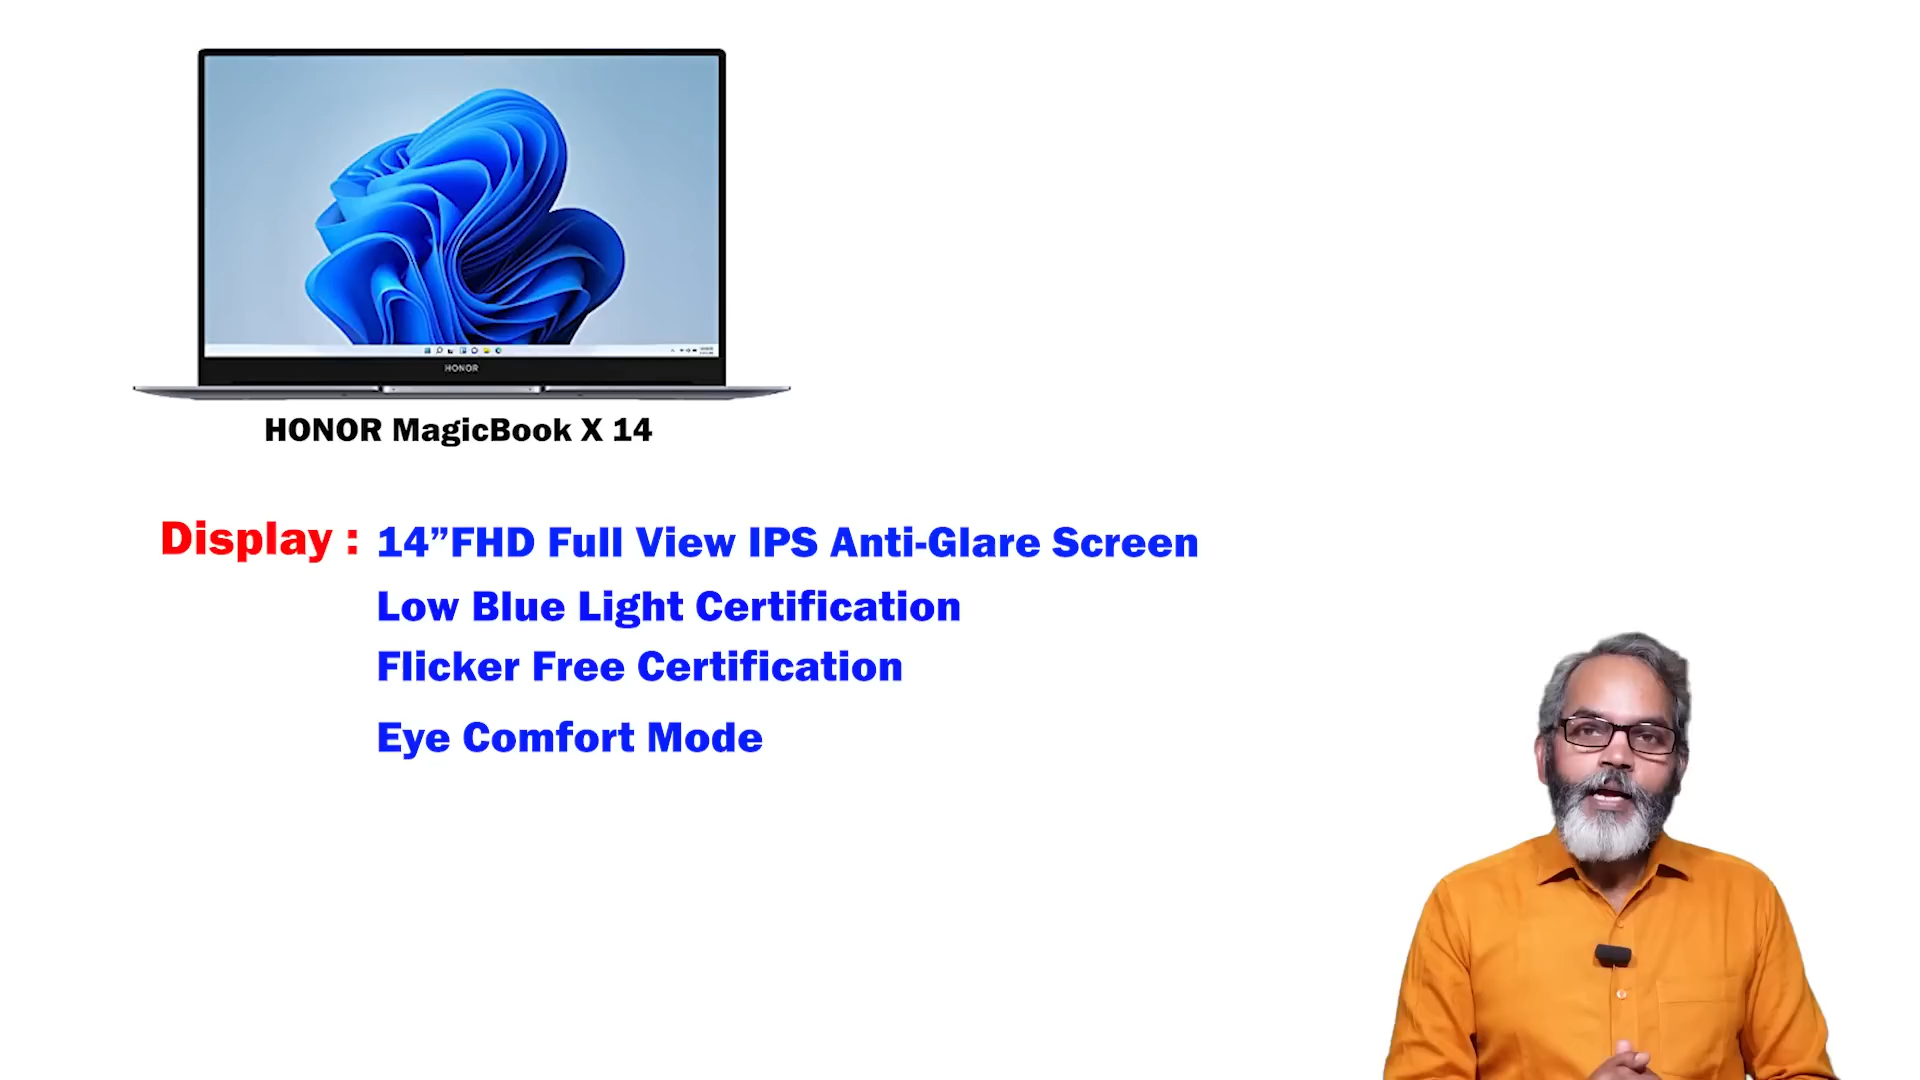 HONOR
HONOR MagicBook X 14
Display : 14”FHD Full View IPS Anti-Glare Screen
Low Blue Light Certification
Flicker Free Certification
Eye Comfort Mode